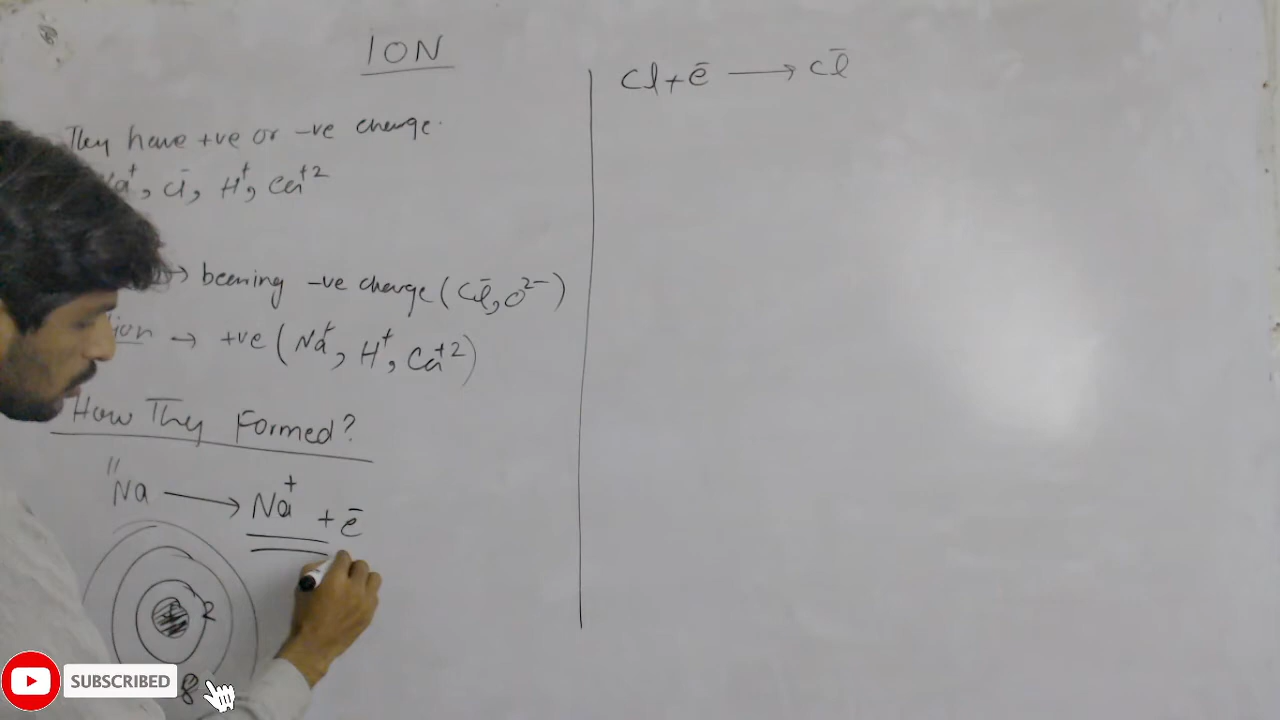 ION
They have +ve or -ve charge.
Na⁺, Cl⁻, H⁺, Ca⁺²
→ bearing -ve charge (Cl⁻, O²⁻)
→ +ve (Na⁺, H⁺, Ca⁺²)
How They Formed?
¹¹Na → Na⁺ + e⁻
2
8
Cl + e⁻ → Cl⁻
SUBSCRIBED